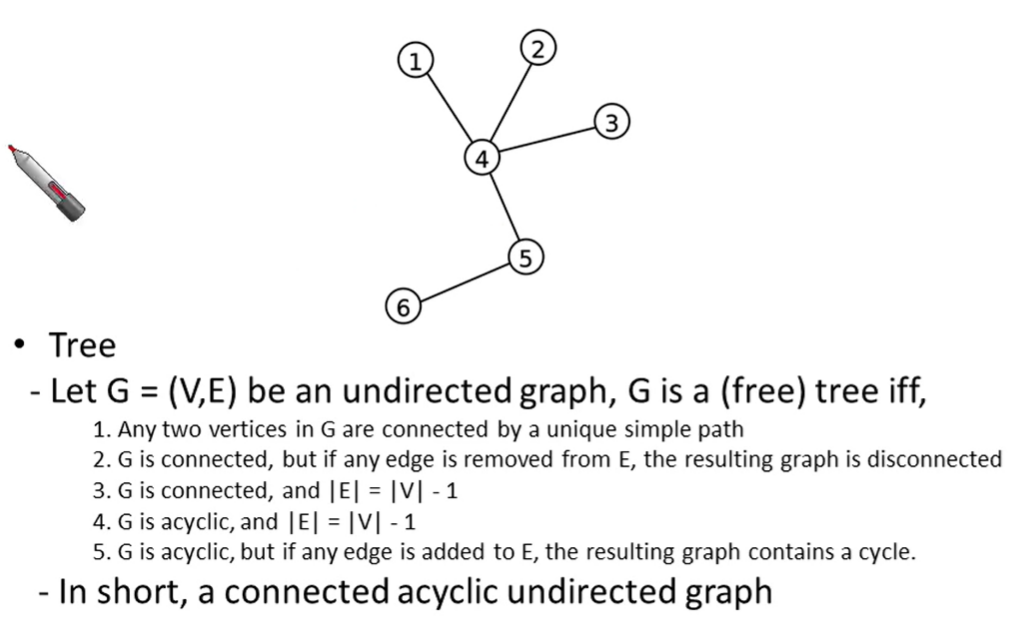 1
2
3
4
5
6
• Tree
- Let G = (V,E) be an undirected graph, G is a (free) tree iff,
1. Any two vertices in G are connected by a unique simple path
2. G is connected, but if any edge is removed from E, the resulting graph is disconnected
3. G is connected, and |E| = |V| - 1
4. G is acyclic, and |E| = |V| - 1
5. G is acyclic, but if any edge is added to E, the resulting graph contains a cycle.
- In short, a connected acyclic undirected graph